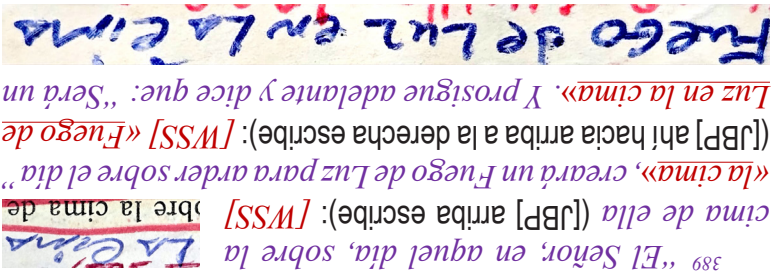 389 “El Señor, en aquel día, sobre la
cima de ella ([JBP] arriba escribe): [WSS]
La Cima
obre la cima de
«la cima», creará un Fuego de Luz para arder sobre el día”
([JBP] ahí hacia arriba a la derecha escribe): [WSS] «Fuego de
Luz en la cima». Y prosigue adelante y dice que: “Será un
Fuego de Luz en La Cima